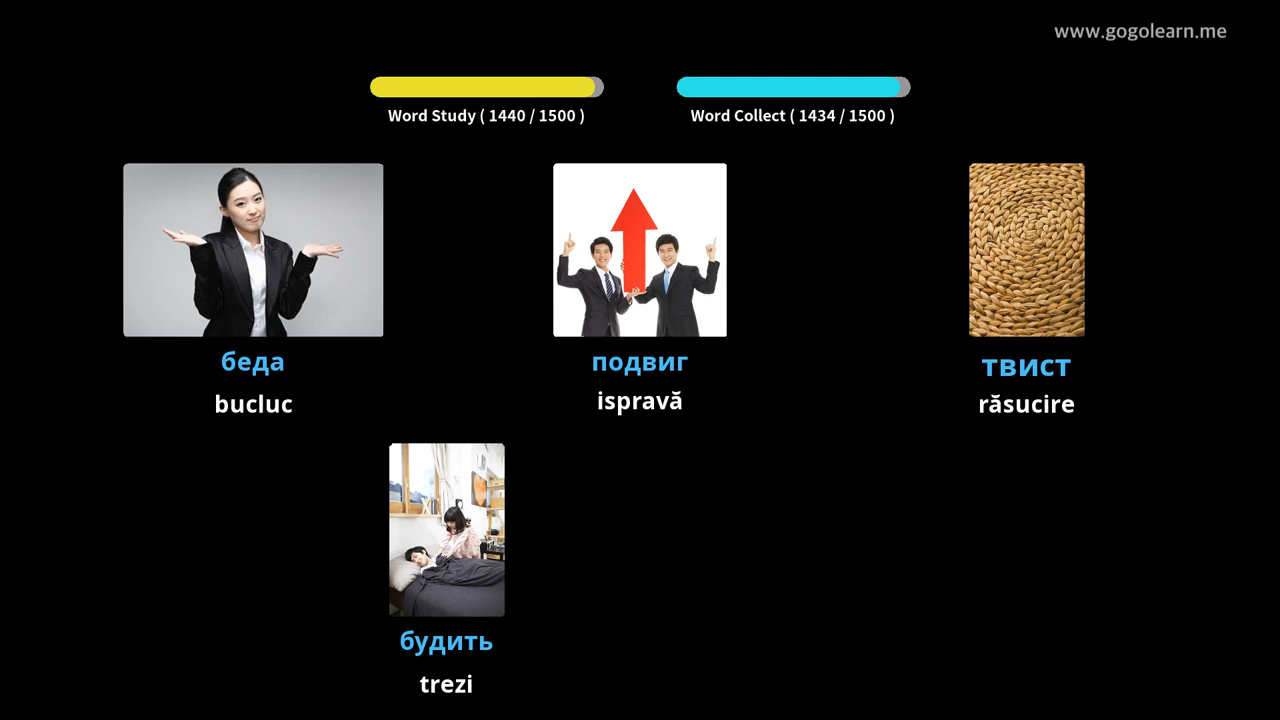 www.gogolearn.me
Word Study ( 1440 / 1500 )
Word Collect ( 1434 / 1500 )
беда
bucluc
подвиг
ispravă
твист
răsucire
будить
trezi